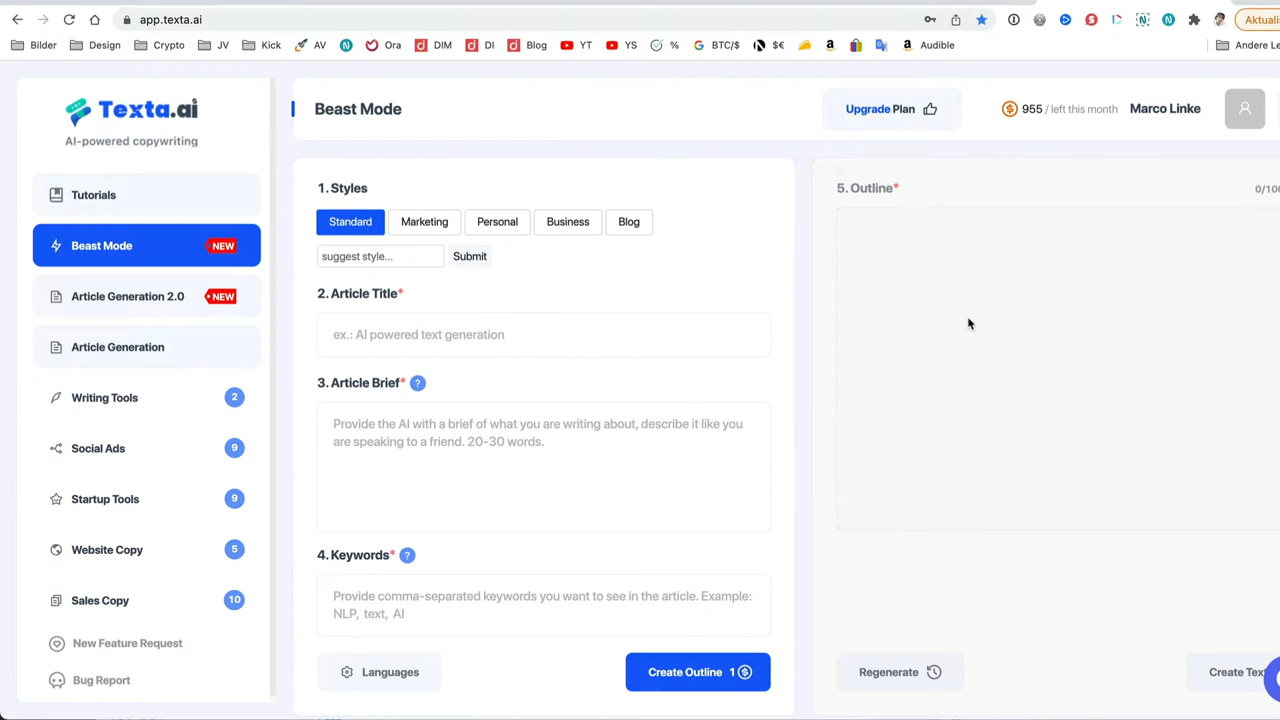 app.texta.ai
Aktualis
Bilder
Design
Crypto
JV
Kick
AV
Ora
DIM
DI
Blog
YT
YS
%
BTC/$
$€
Audible
Andere Le
Texta.ai
AI-powered copywriting
Tutorials
Beast Mode NEW
Article Generation 2.0 NEW
Article Generation
Writing Tools 2
Social Ads 9
Startup Tools 9
Website Copy 5
Sales Copy 10
New Feature Request
Bug Report
Beast Mode
Upgrade Plan
955 / left this month
Marco Linke
1. Styles
Standard
Marketing
Personal
Business
Blog
suggest style...
Submit
2. Article Title*
ex.: AI powered text generation
3. Article Brief* ?
Provide the AI with a brief of what you are writing about, describe it like you
are speaking to a friend. 20-30 words.
4. Keywords* ?
Provide comma-separated keywords you want to see in the article. Example:
NLP, text, AI
Languages
Create Outline 1
5. Outline*
0/100
Regenerate
Create Tex